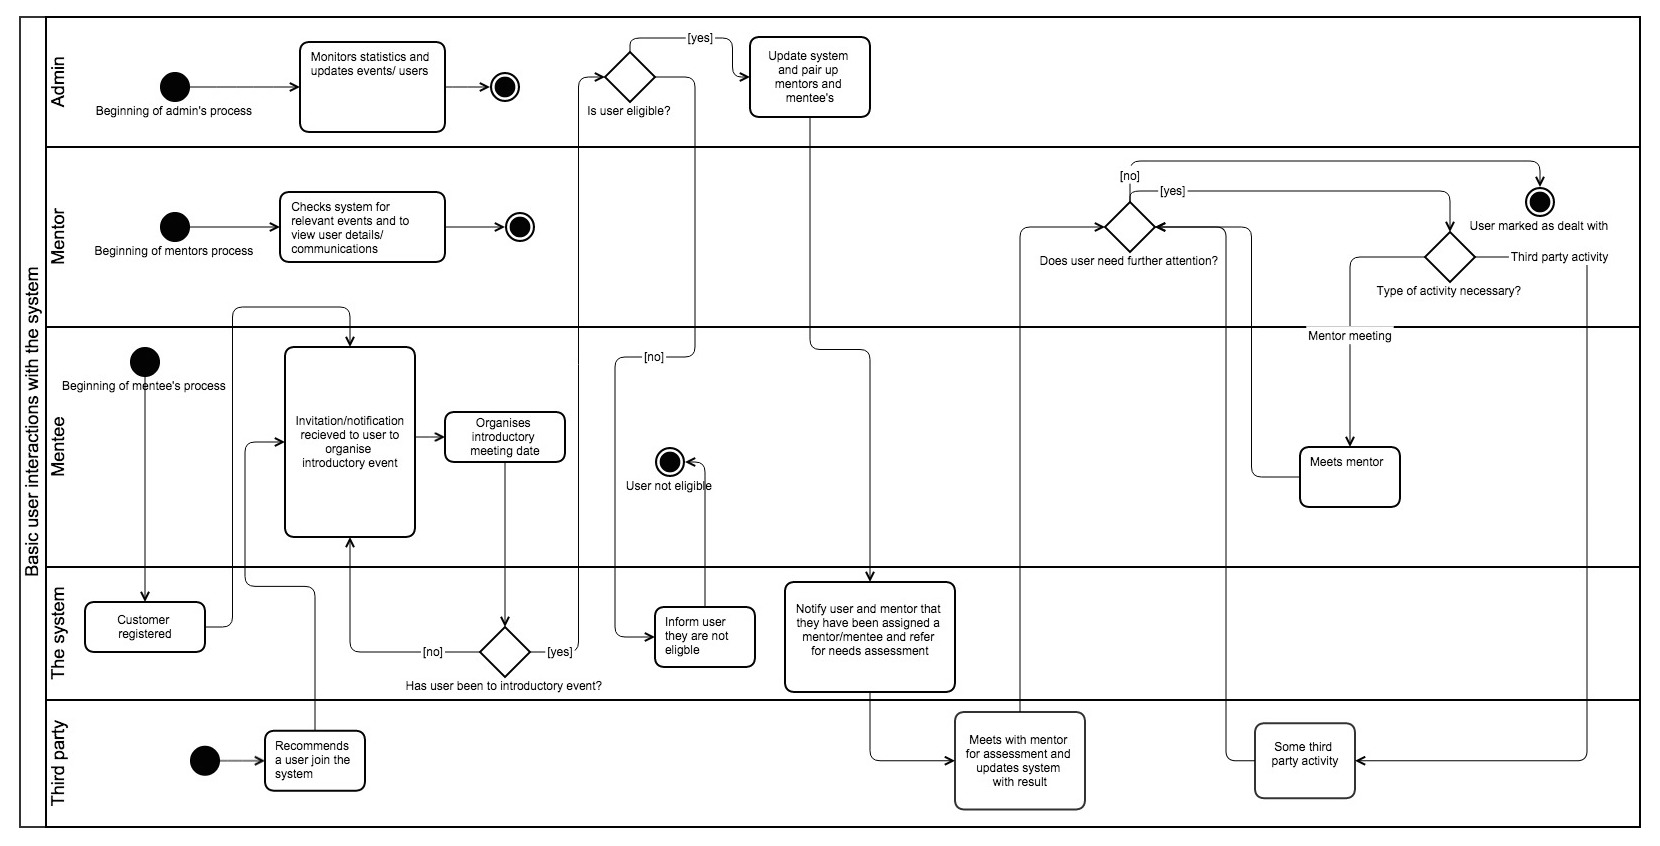 Basic user interactions with the system
Admin
Beginning of admin's process
Monitors statistics and
updates events/ users
Is user eligible?
[yes]
Update system
and pair up
mentors and
mentee's
Mentor
Beginning of mentors process
Checks system for
relevant events and to
view user details/
communications
[no]
[yes]
Does user need further attention?
User marked as dealt with
Third party activity
Type of activity necessary?
Mentor meeting
Mentee
Beginning of mentee's process
Invitation/notification
recieved to user to
organise
introductory event
Organises
introductory
meeting date
[no]
User not eligible
Meets mentor
The system
Customer
registered
[no]
[yes]
Has user been to introductory event?
Inform user
they are not
eligble
Notify user and mentor that
they have been assigned a
mentor/mentee and refer
for needs assessment
Third party
Recommends
a user join the
system
Meets with mentor
for assessment and
updates system
with result
Some third
party activity